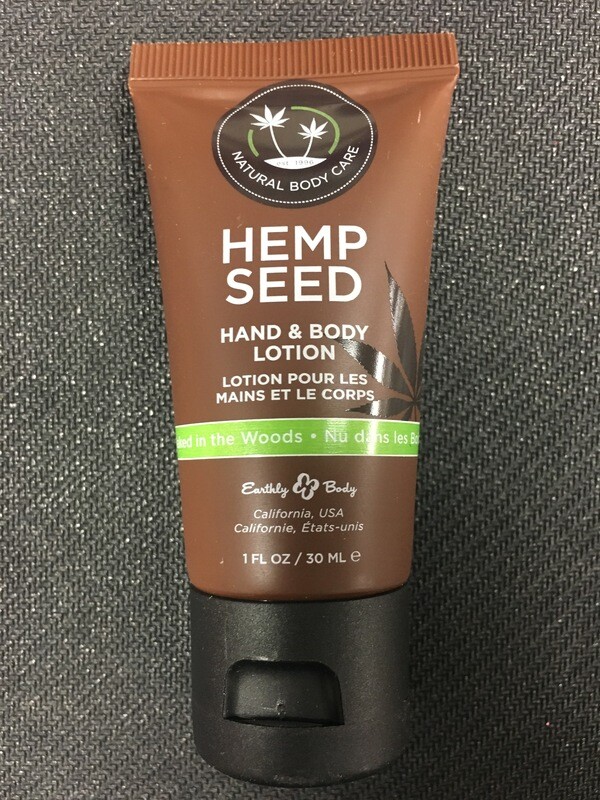 est. 1996
NATURAL BODY CARE
HEMP
SEED
HAND & BODY
LOTION
LOTION POUR LES
MAINS ET LE CORPS
in the Woods • Nu dans les
Earthly Body
California, USA
Californie, États-unis
1 FL OZ / 30 ML ℮